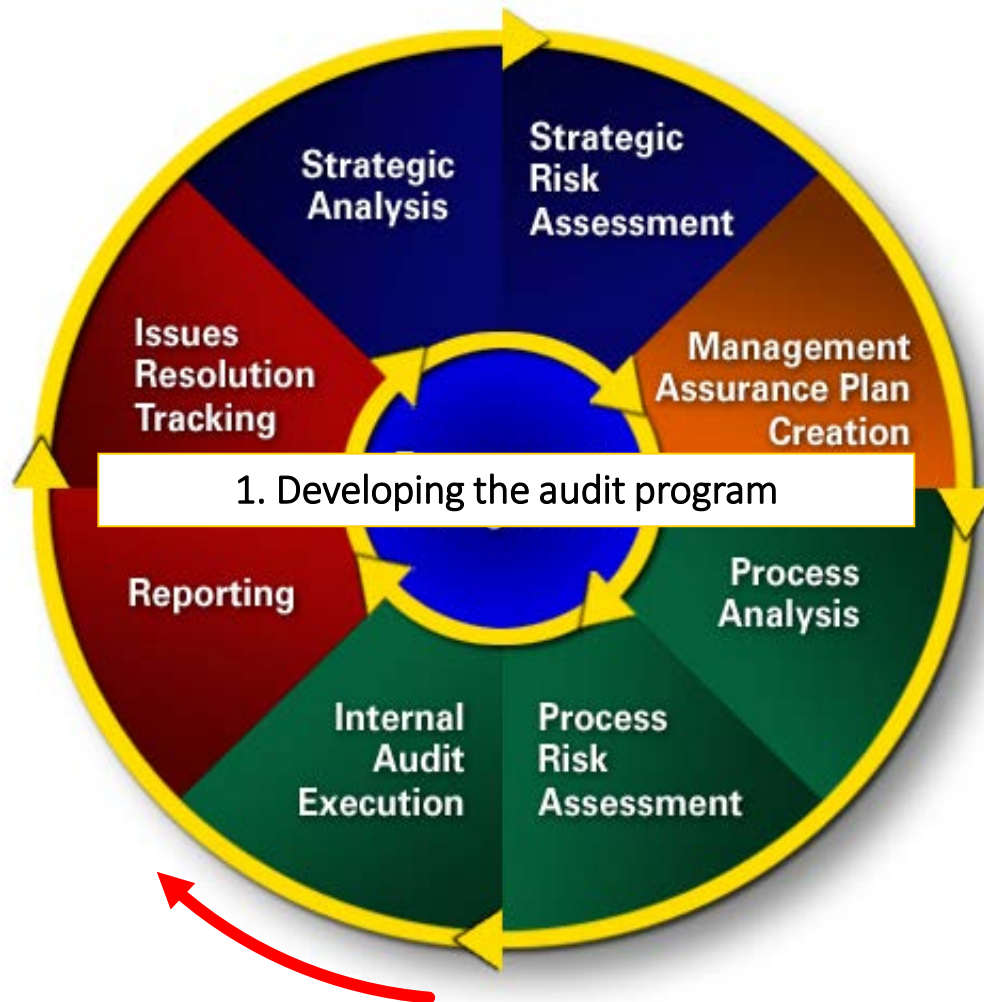 Strategic
Analysis
Strategic
Risk
Assessment
Management
Assurance Plan
Creation
Process
Analysis
Process
Risk
Assessment
Internal
Audit
Execution
Reporting
Issues
Resolution
Tracking
1. Developing the audit program